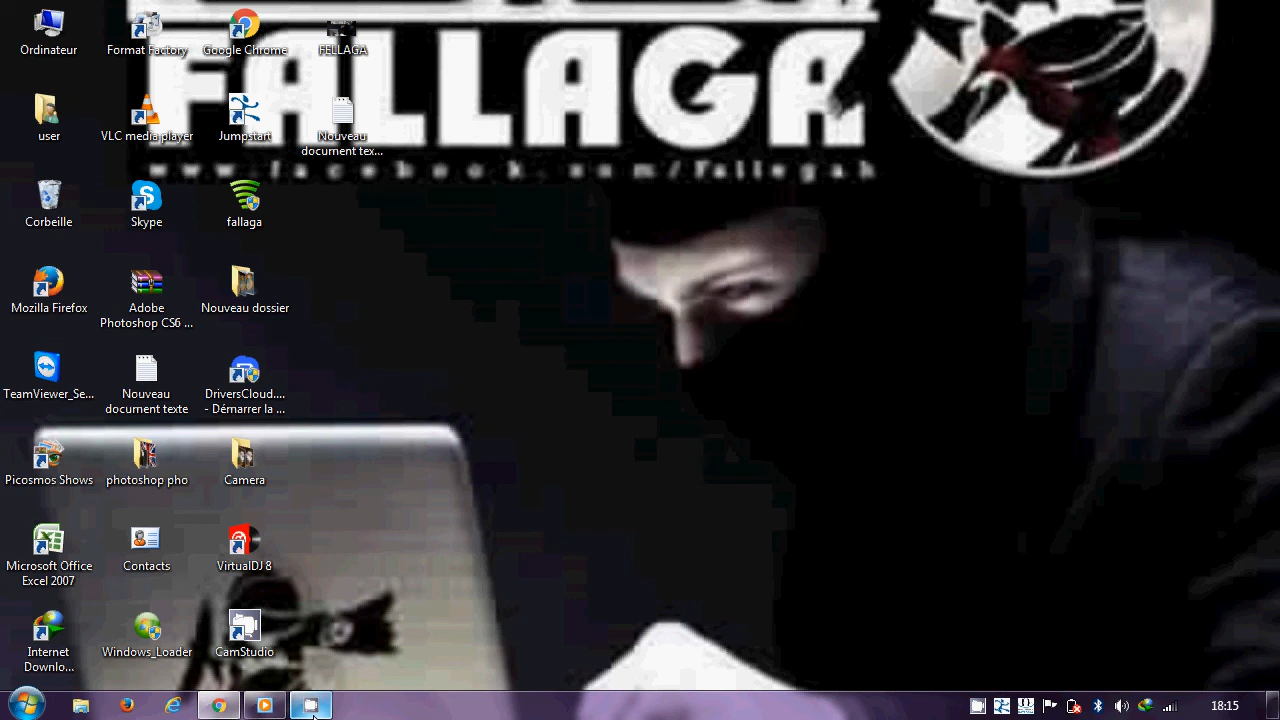 FALLAGA
www.facebook.com/Fallegah
Ordinateur
Format Factory
Google Chrome
FELLAGA
user
VLC media player
Jumpstart
Nouveau
document tex...
Corbeille
Skype
fallaga
Mozilla Firefox
Adobe
Photoshop CS6 ...
Nouveau dossier
TeamViewer_Se...
Nouveau
document texte
DriversCloud....
- Démarrer la ...
Picosmos Shows
photoshop pho
Camera
Microsoft Office
Excel 2007
Contacts
VirtualDJ 8
Internet
Downlo...
Windows_Loader
CamStudio
18:15